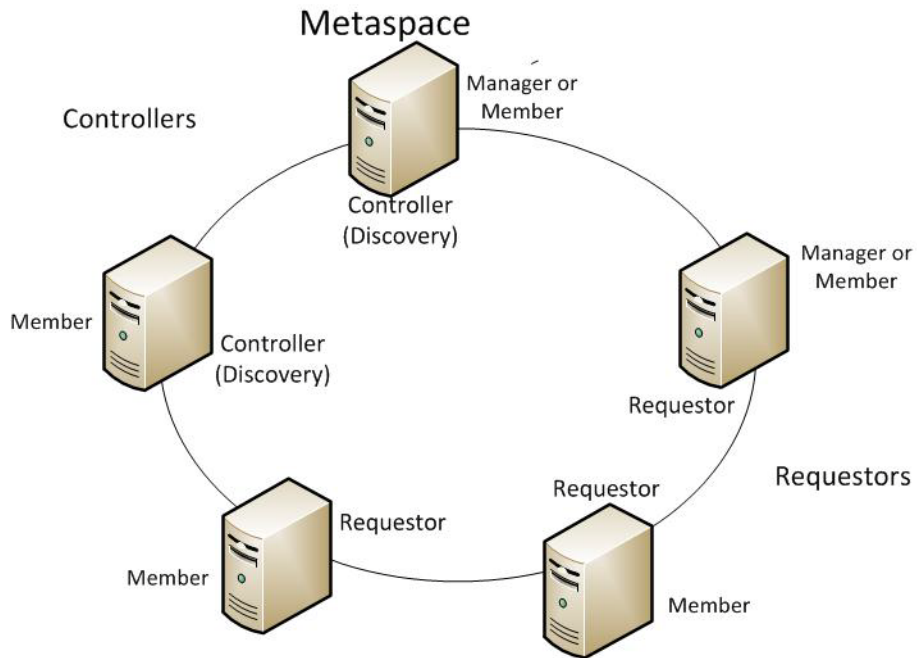 Metaspace
Manager or
Member
Controllers
Controller
(Discovery)
Manager or
Member
Member
Controller
(Discovery)
Requestor
Requestors
Requestor
Requestor
Member
Member